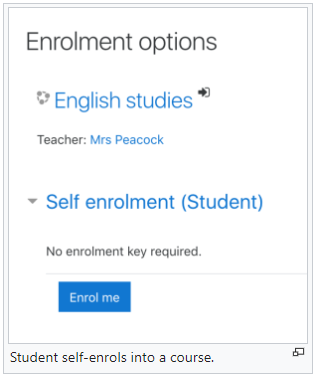 Enrolment options
English studies
Teacher: Mrs Peacock
Self enrolment (Student)
No enrolment key required.
Enrol me
Student self-enrols into a course.